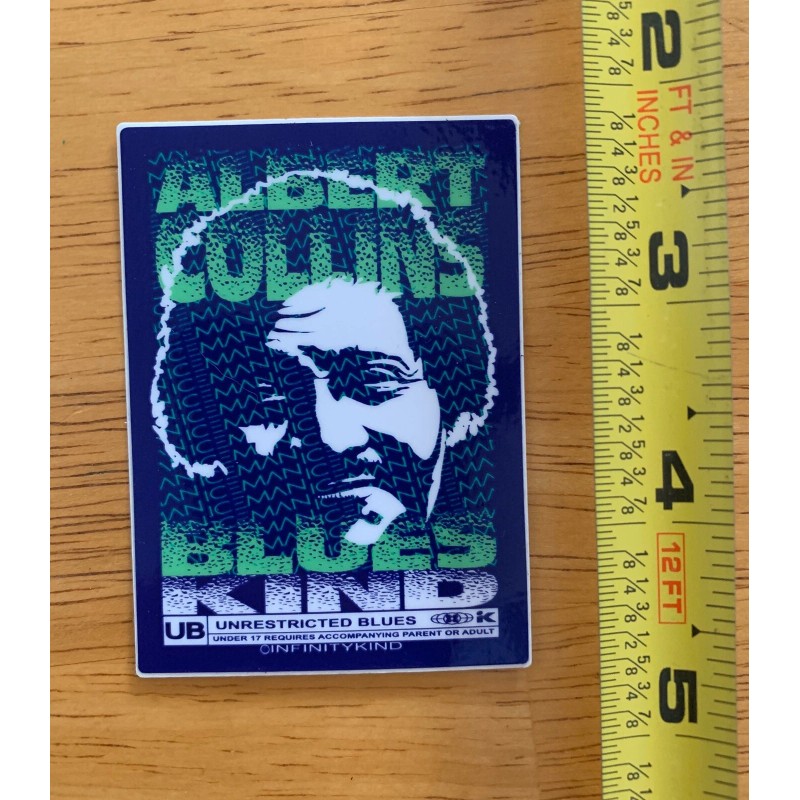 ALBERT
COLLINS
BLUES
KIND
UB UNRESTRICTED BLUES iK
UNDER 17 REQUIRES ACCOMPANYING PARENT OR ADULT
©INFINITYKIND
2
INCHES
FT & IN
3
4
12FT
5